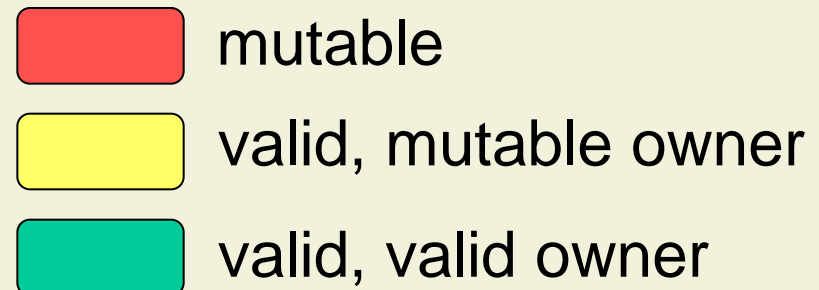 mutable
valid, mutable owner
valid, valid owner